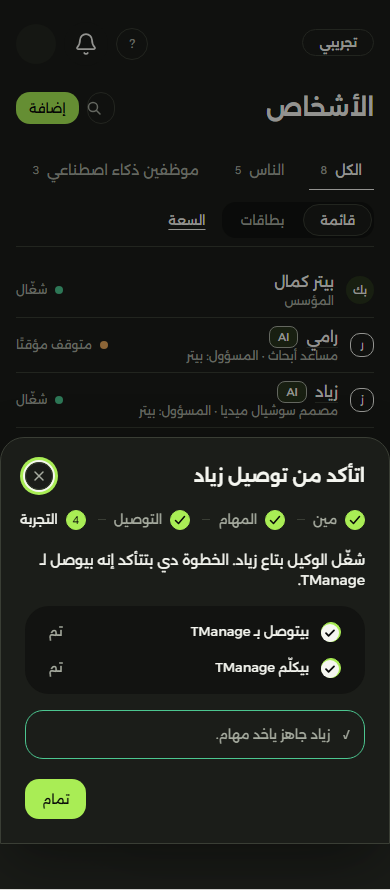 تجريبي
?
الأشخاص
إضافة
الكل 8
الناس 5
موظفين ذكاء اصطناعي 3
قائمة
بطاقات
السعة
بك
بيتر كمال
المؤسس
شغّال
ر
رامي AI
مساعد أبحاث · المسؤول: بيتر
متوقف مؤقتًا
ز
زياد AI
مصمم سوشيال ميديا · المسؤول: بيتر
شغّال
اتأكد من توصيل زياد
مين
المهام
التوصيل
4 التجربة
شغّل الوكيل بتاع زياد. الخطوة دي بتتأكد إنه بيوصل لـ
TManage.
بيتوصل بـ TManage
تم
بيكلّم TManage
تم
✓ زياد جاهز ياخد مهام.
تمام